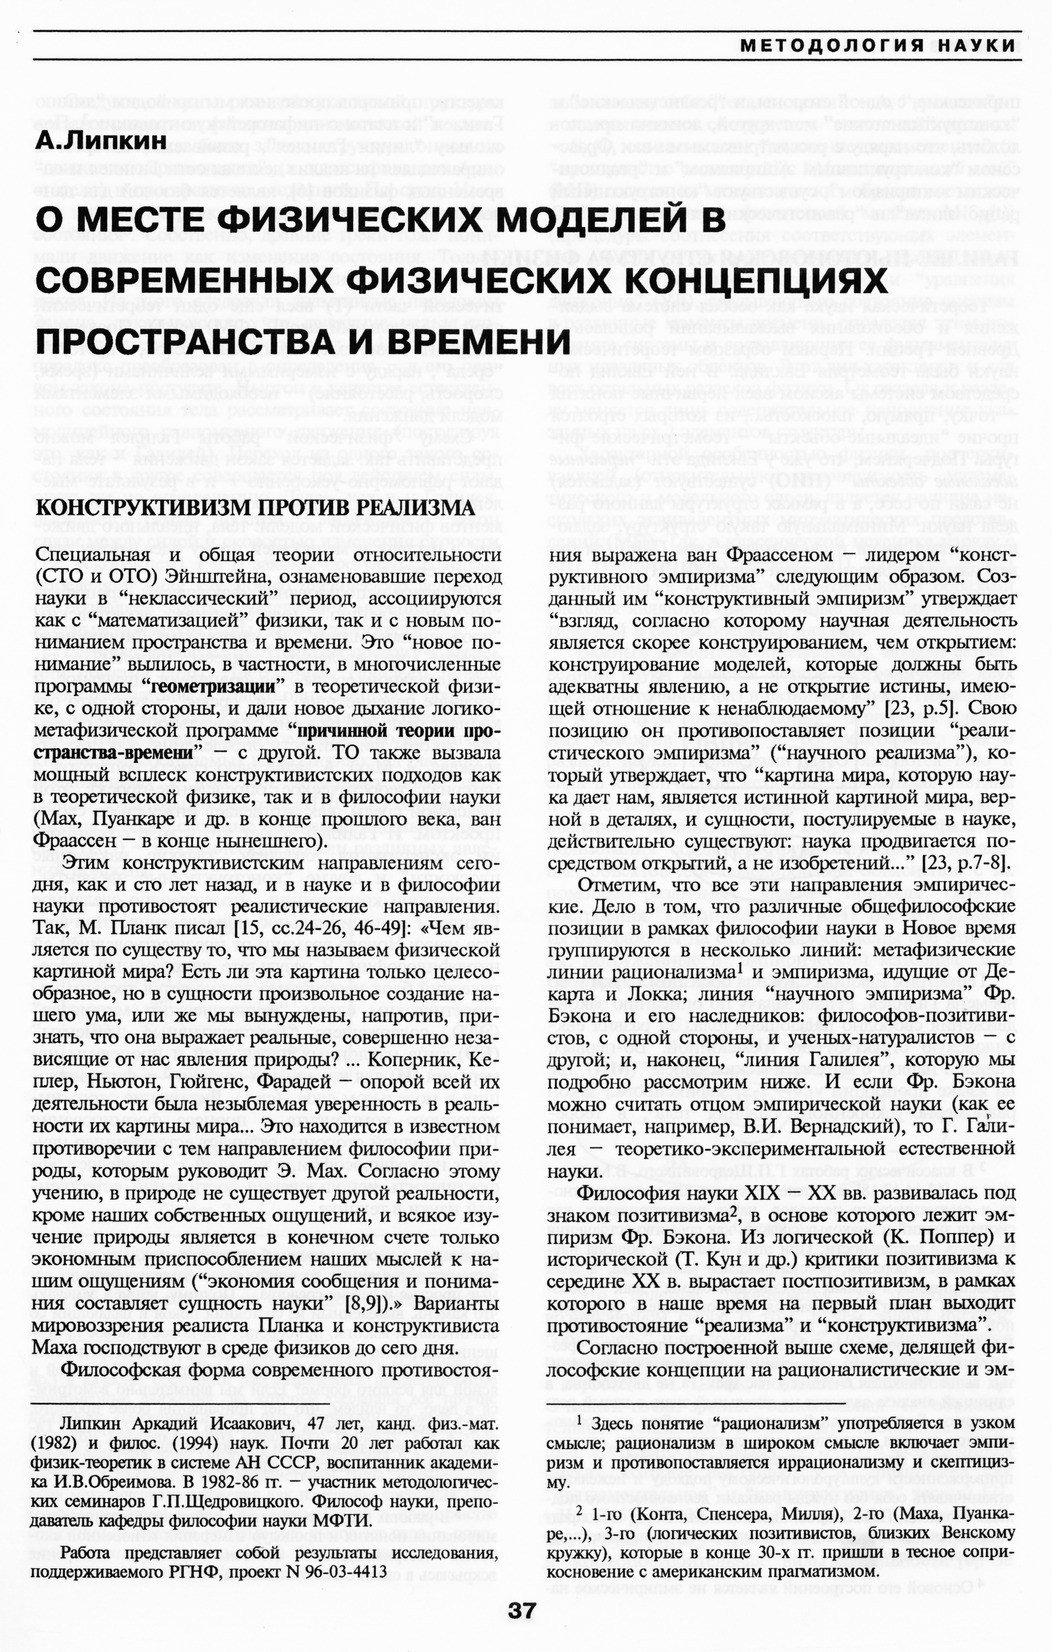 МЕТОДОЛОГИЯ НАУКИ
А.Липкин
О МЕСТЕ ФИЗИЧЕСКИХ МОДЕЛЕЙ В
СОВРЕМЕННЫХ ФИЗИЧЕСКИХ КОНЦЕПЦИЯХ
ПРОСТРАНСТВА И ВРЕМЕНИ
КОНСТРУКТИВИЗМ ПРОТИВ РЕАЛИЗМА
Специальная и общая теории относительности
(СТО и ОТО) Эйнштейна, ознаменовавшие переход
науки в “неклассический” период, ассоциируются
как с “математизацией” физики, так и с новым по-
ниманием пространства и времени. Это “новое по-
нимание” вылилось, в частности, в многочисленные
программы “геометризации” в теоретической физи-
ке, с одной стороны, и дали новое дыхание логико-
метафизической программе “причинной теории про-
странства-времени” — с другой. ТО также вызвала
мощный всплеск конструктивистских подходов как
в теоретической физике, так и в философии науки
(Мах, Пуанкаре и др. в конце прошлого века, ван
Фраассен — в конце нынешнего).
Этим конструктивистским направлениям сего-
дня, как и сто лет назад, и в науке и в философии
науки противостоят реалистические направления.
Так, М. Планк писал [15, сс.24-26, 46-49]: «Чем яв-
ляется по существу то, что мы называем физической
картиной мира? Есть ли эта картина только целесо-
образное, но в сущности произвольное создание на-
шего ума, или же мы вынуждены, напротив, при-
знать, что она выражает реальные, совершенно неза-
висящие от нас явления природы? ... Коперник, Ке-
плер, Ньютон, Гюйгенс, Фарадей — опорой всей их
деятельности была незыблемая уверенность в реаль-
ности их картины мира... Это находится в известном
противоречии с тем направлением философии при-
роды, которым руководит Э. Мах. Согласно этому
учению, в природе не существует другой реальности,
кроме наших собственных ощущений, и всякое изу-
чение природы является в конечном счете только
экономным приспособлением наших мыслей к на-
шим ощущениям (“экономия сообщения и понима-
ния составляет сущность науки” [8,9]).» Варианты
мировоззрения реалиста Планка и конструктивиста
Маха господствуют в среде физиков до сего дня.
Философская форма современного противостоя-
Липкин Аркадий Исаакович, 47 лет, канд. физ.-мат.
(1982) и филос. (1994) наук. Почти 20 лет работал как
физик-теоретик в системе АН СССР, воспитанник академи-
ка И.В.Обреимова. В 1982-86 гг. — участник методологичес-
ких семинаров Г.П.Щедровицкого. Философ науки, препо-
даватель кафедры философии науки МФТИ.
Работа представляет собой результаты исследования,
поддерживаемого РГНФ, проект N 96-03-4413
ния выражена ван Фраассеном — лидером “конст-
руктивного эмпиризма” следующим образом. Соз-
данный им “конструктивный эмпиризм” утверждает
“взгляд, согласно которому научная деятельность
является скорее конструированием, чем открытием:
конструирование моделей, которые должны быть
адекватны явлению, а не открытие истины, имею-
щей отношение к ненаблюдаемому” [23, p.5]. Свою
позицию он противопоставляет позиции “реали-
стического эмпиризма” (“научного реализма”), ко-
торый утверждает, что “картина мира, которую нау-
ка дает нам, является истинной картиной мира, вер-
ной в деталях, и сущности, постулируемые в науке,
действительно существуют: наука продвигается по-
средством открытий, а не изобретений...” [23, p.7-8].
Отметим, что все эти направления эмпиричес-
кие. Дело в том, что различные общефилософские
позиции в рамках философии науки в Новое время
группируются в несколько линий: метафизические
линии рационализма1 и эмпиризма, идущие от Де-
карта и Локка; линия “научного эмпиризма” Фр.
Бэкона и его наследников: философов-позитиви-
стов, с одной стороны, и ученых-натуралистов — с
другой; и, наконец, “линия Галилея”, которую мы
подробно рассмотрим ниже. И если Фр. Бэкона
можно считать отцом эмпирической науки (как ее
понимает, например, В.И. Вернадский), то Г. Гали-
лея — теоретико-экспериментальной естественной
науки.
Философия науки XIX — XX вв. развивалась под
знаком позитивизма2, в основе которого лежит эм-
пиризм Фр. Бэкона. Из логической (К. Поппер) и
исторической (Т. Кун и др.) критики позитивизма к
середине XX в. вырастает постпозитивизм, в рамках
которого в наше время на первый план выходит
противостояние “реализма” и “конструктивизма”.
Согласно построенной выше схеме, делящей фи-
лософские концепции на рационалистические и эм-
1 Здесь понятие “рационализм” употребляется в узком
смысле; рационализм в широком смысле включает эмпи-
ризм и противопоставляется иррационализму и скептициз-
му.
2 1-го (Конта, Спенсера, Милля), 2-го (Маха, Пуанка-
ре,...), 3-го (логических позитивистов, близких Венскому
кружку), которые в конце 30-х гг. пришли в тесное сопри-
косновение с американским прагматизмом.
37